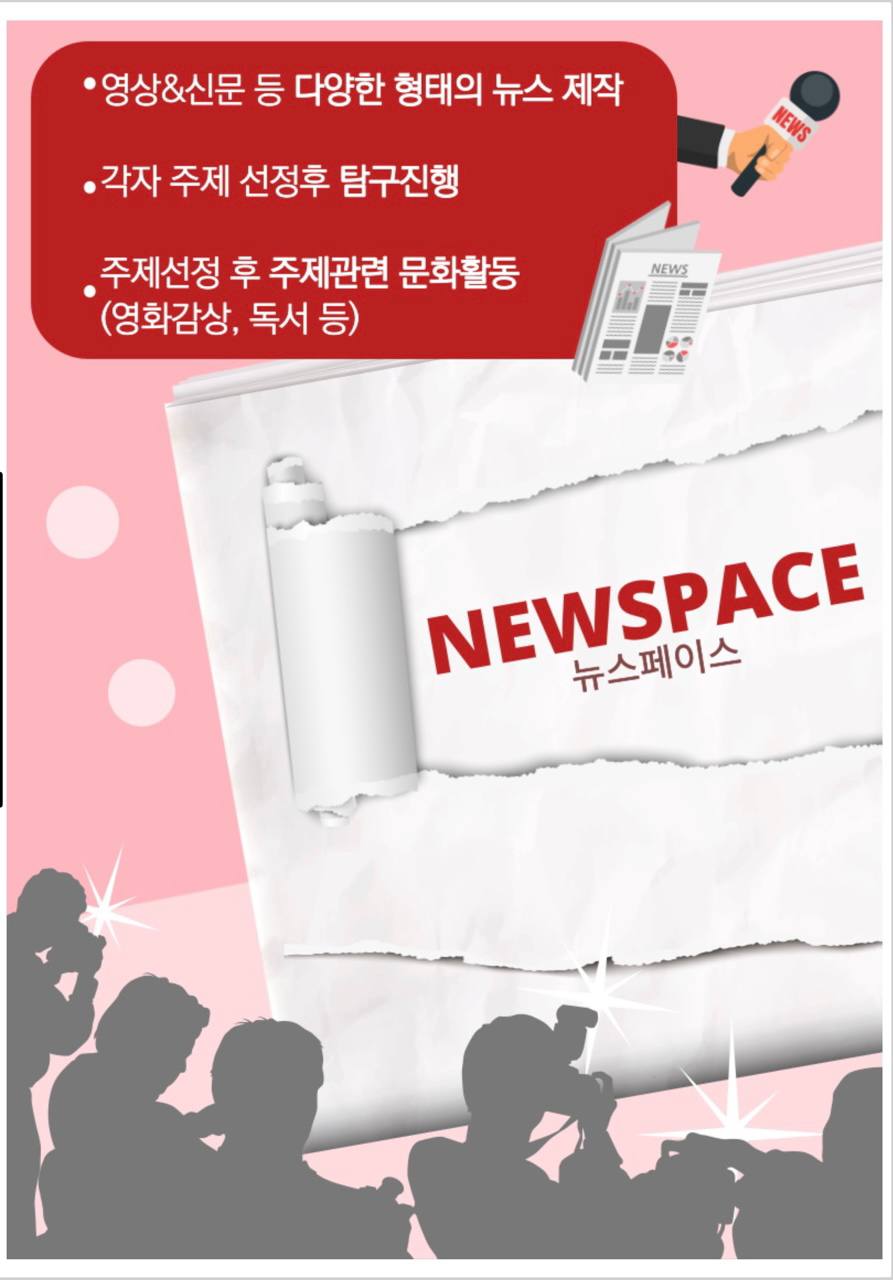 • 영상&신문 등 다양한 형태의 뉴스 제작
NEWS
• 각자 주제 선정후 탐구진행
• 주제선정 후 주제관련 문화활동
(영화감상, 독서 등)
NEWS
NEWSPACE
뉴스페이스